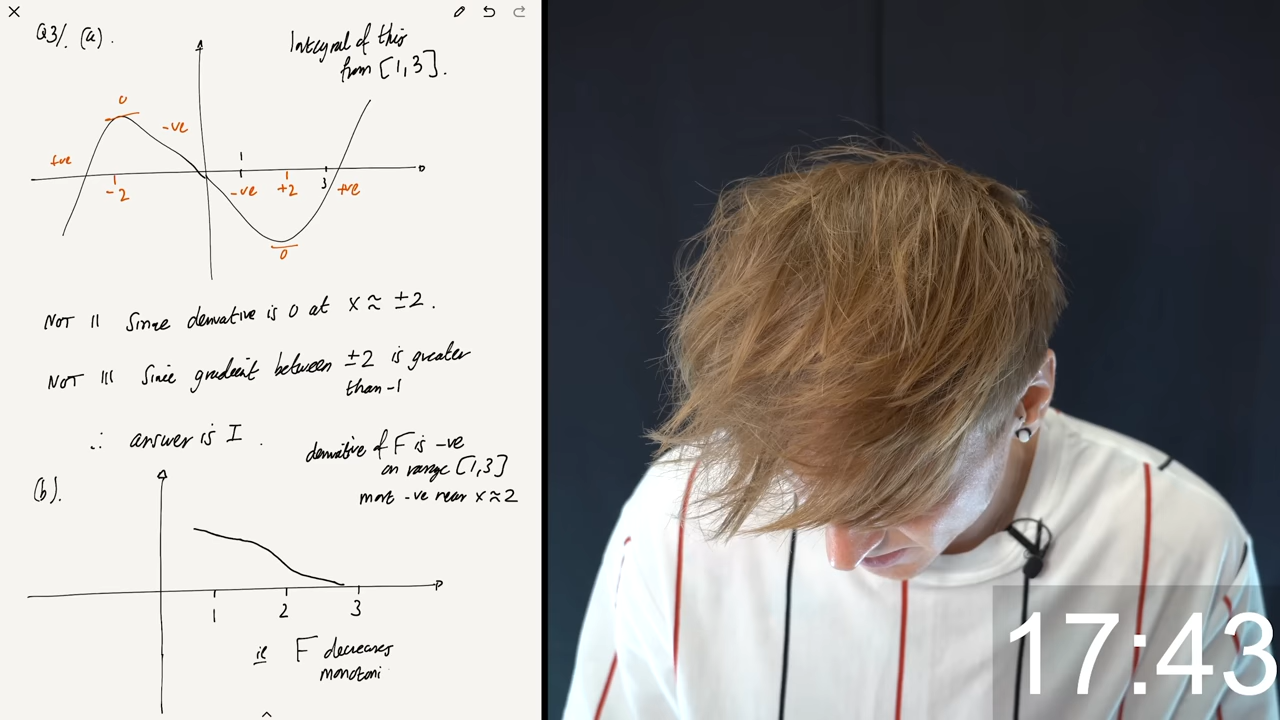 Q3/. (a).
Integral of this
from [1,3].
0
-ve
+ve
1
-2
-ve
+2
3
+ve
0
NOT II Since derivative is 0 at x ≈ ±2.
NOT III Since gradient between ±2 is greater
than -1
∴ answer is I.
derivative of F is -ve
on range [1,3]
most -ve near x ≈ 2
(b).
1
2
3
ie F decreases
monotoni
17:43